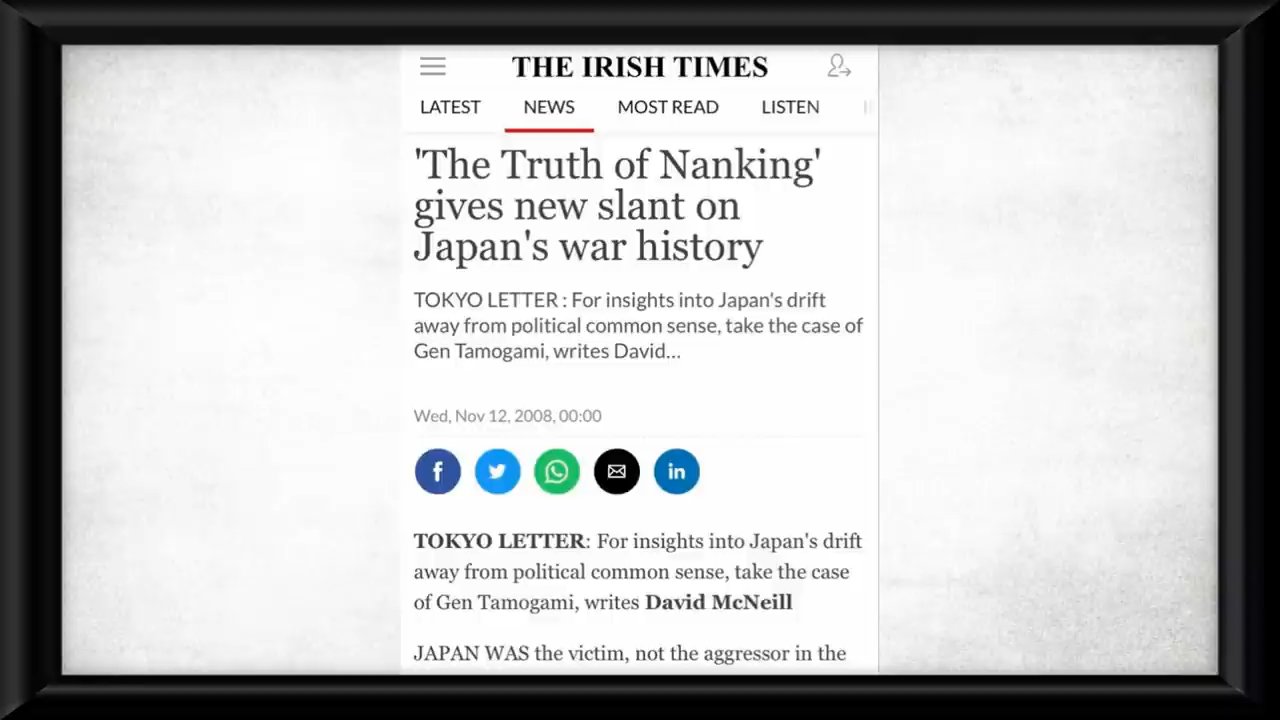 THE IRISH TIMES
LATEST NEWS MOST READ LISTEN
'The Truth of Nanking'
gives new slant on
Japan's war history
TOKYO LETTER : For insights into Japan's drift
away from political common sense, take the case of
Gen Tamogami, writes David...
Wed, Nov 12, 2008, 00:00
f in
TOKYO LETTER: For insights into Japan's drift
away from political common sense, take the case
of Gen Tamogami, writes David McNeill
JAPAN WAS the victim, not the aggressor in the